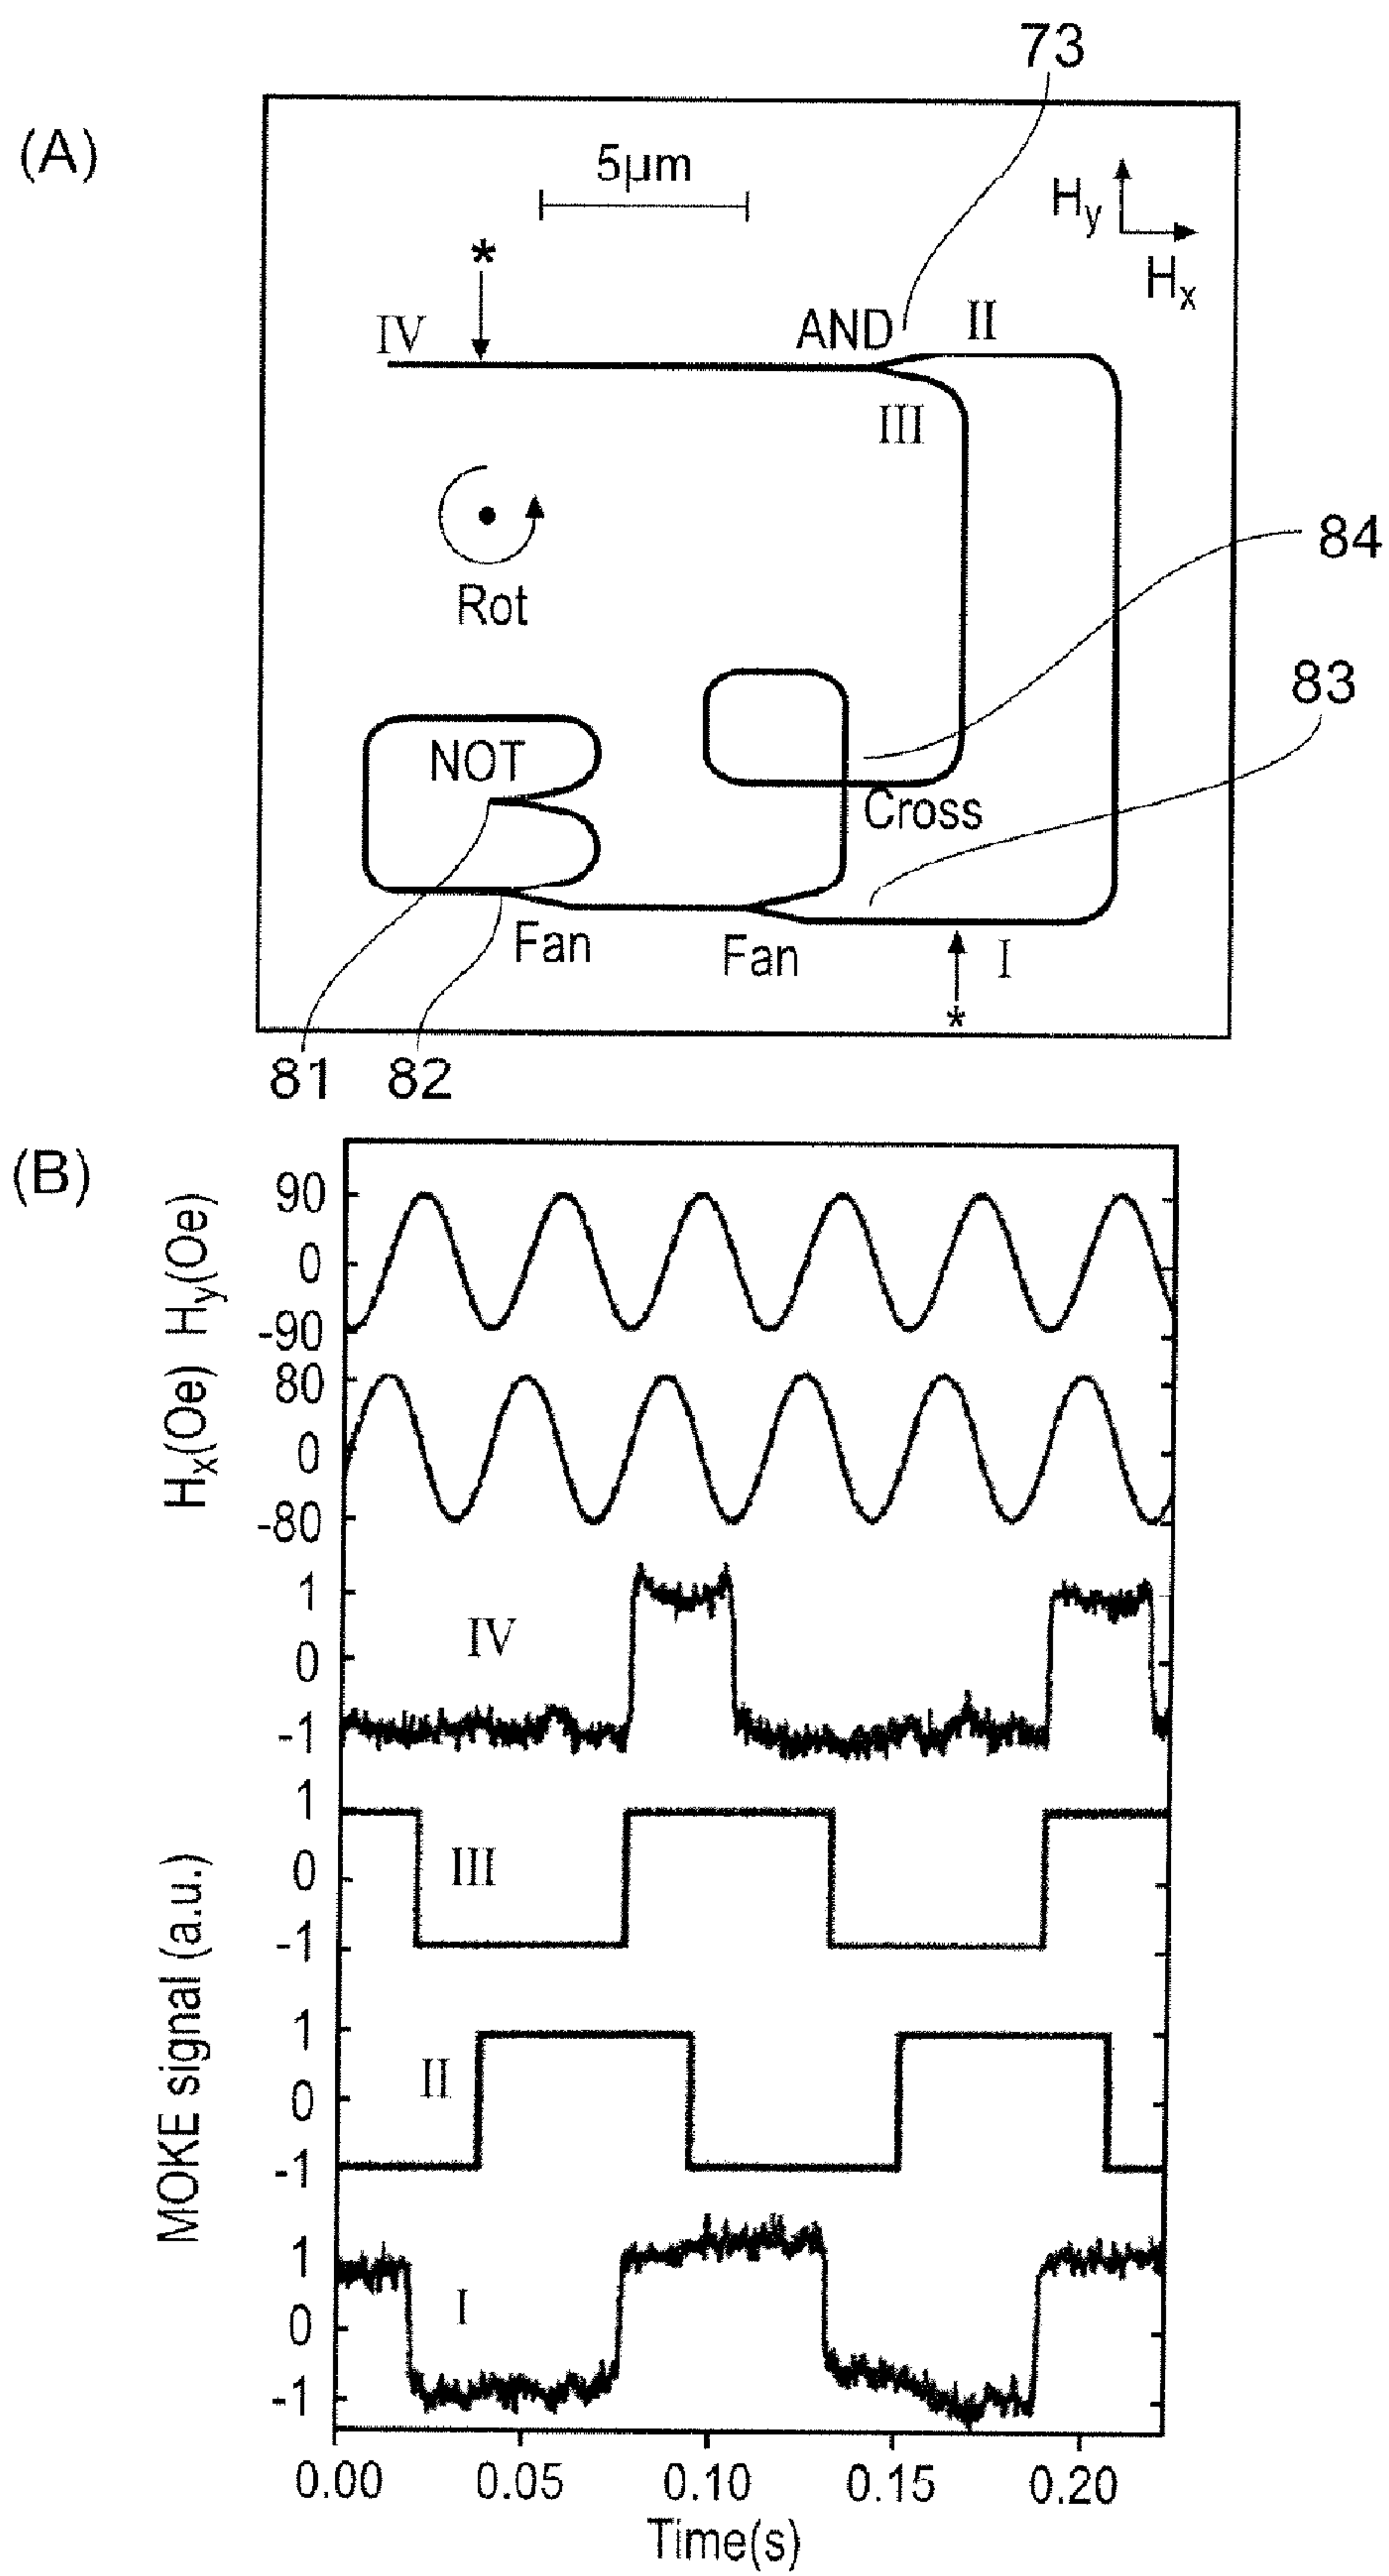 73
(A)
5µm
Hy
Hx
*
IV
AND
II
III
84
Rot
83
NOT
Cross
Fan
Fan
I
*
81
82
(B)
Hy(Oe)
90
0
-90
Hx(Oe)
80
0
-80
MOKE signal (a.u.)
1
0
-1
IV
1
0
-1
III
1
0
-1
II
1
0
-1
I
0.00
0.05
0.10
0.15
0.20
Time(s)